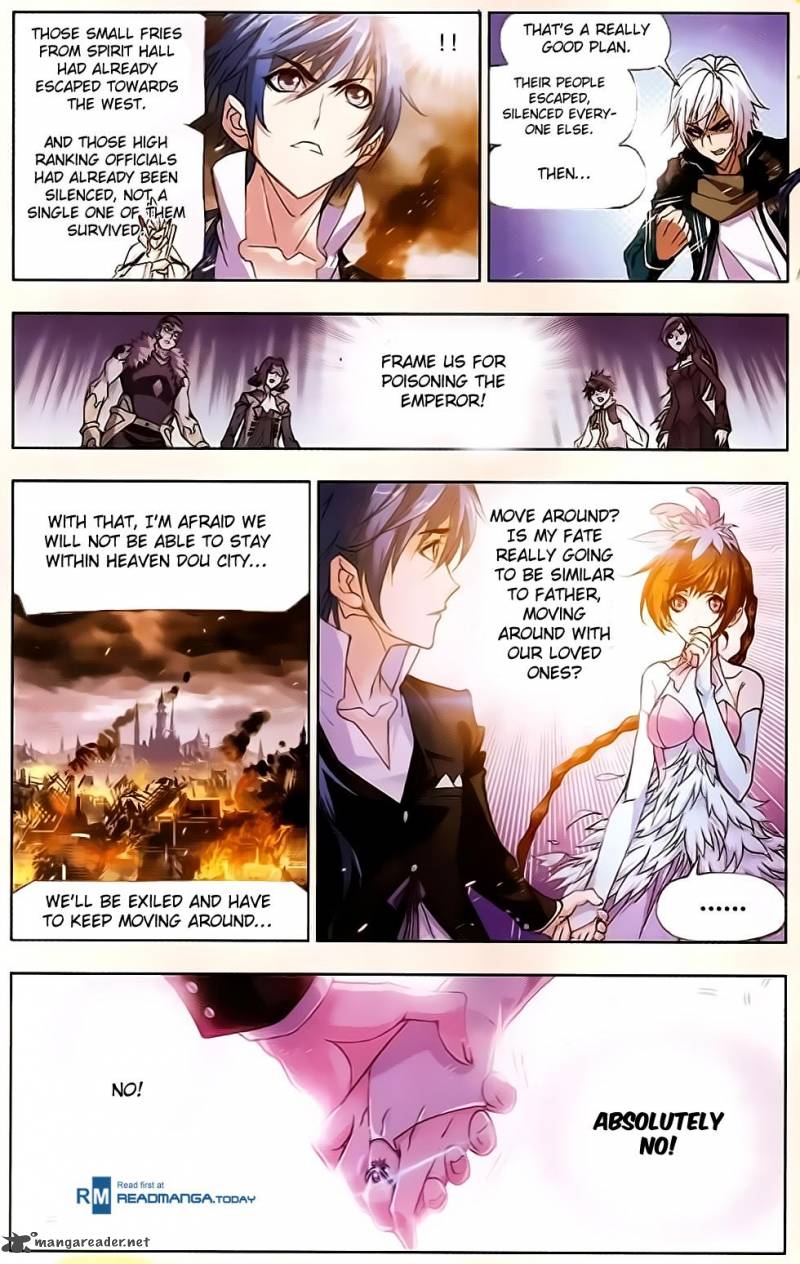 THOSE SMALL FRIES
FROM SPIRIT HALL
HAD ALREADY
ESCAPED TOWARDS
THE WEST.
AND THOSE HIGH
RANKING OFFICIALS
HAD ALREADY BEEN
SILENCED, NOT A
SINGLE ONE OF THEM
SURVIVED!
!!
THAT'S A REALLY
GOOD PLAN.
THEIR PEOPLE
ESCAPED,
SILENCED EVERY-
ONE ELSE.
THEN...
FRAME US FOR
POISONING THE
EMPEROR!
WITH THAT, I'M AFRAID WE
WILL NOT BE ABLE TO STAY
WITHIN HEAVEN DOU CITY...
WE'LL BE EXILED AND HAVE
TO KEEP MOVING AROUND...
MOVE AROUND?
IS MY FATE
REALLY GOING
TO BE SIMILAR
TO FATHER,
MOVING
AROUND WITH
OUR LOVED
ONES?
......
NO!
ABSOLUTELY
NO!
RM
Read first at
READMANGA.TODAY
mangareader.net